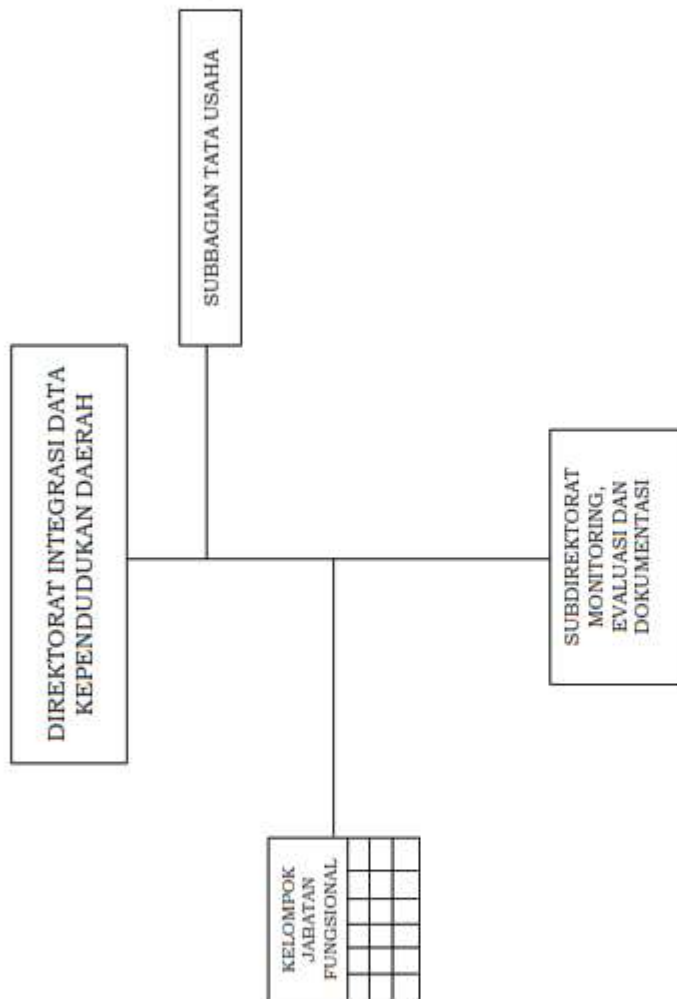 DIREKTORAT INTEGRASI DATA
KEPENDUDUKAN DAERAH
SUBBAGIAN TATA USAHA
KELOMPOK
JABATAN
FUNGSIONAL
SUBDIREKTORAT
MONITORING,
EVALUASI DAN
DOKUMENTASI